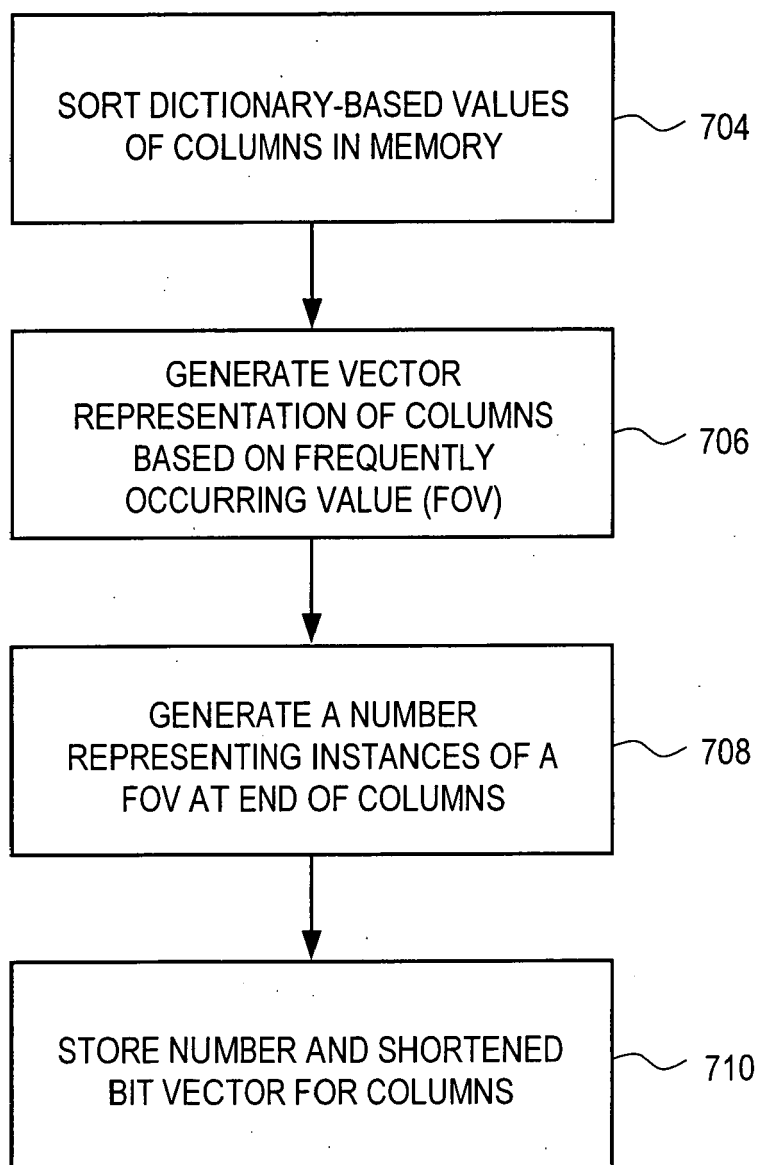 SORT DICTIONARY-BASED VALUES
OF COLUMNS IN MEMORY
704
GENERATE VECTOR
REPRESENTATION OF COLUMNS
BASED ON FREQUENTLY
OCCURRING VALUE (FOV)
706
GENERATE A NUMBER
REPRESENTING INSTANCES OF A
FOV AT END OF COLUMNS
708
STORE NUMBER AND SHORTENED
BIT VECTOR FOR COLUMNS
710